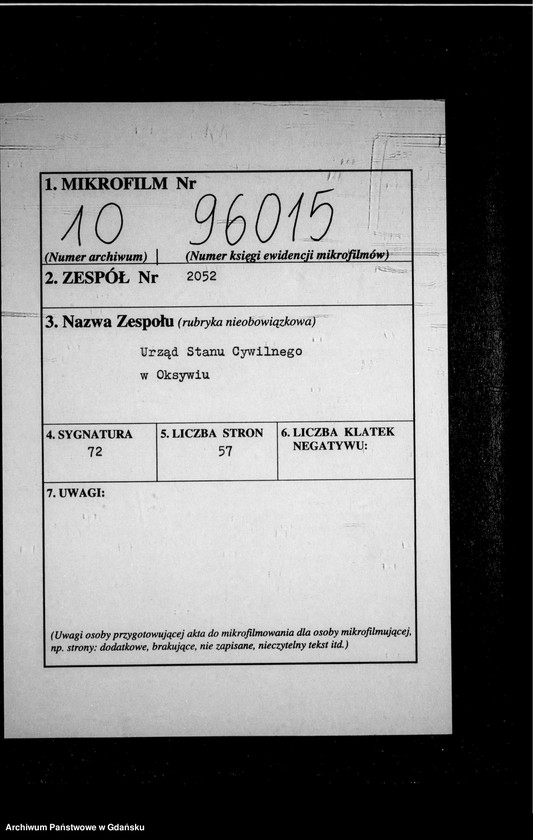 1. MIKROFILM Nr
10 96015
(Numer archiwum) (Numer księgi ewidencji mikrofilmów)
2. ZESPÓŁ Nr 2052
3. Nazwa Zespołu (rubryka nieobowiązkowa)
Urząd Stanu Cywilnego
w Oksywiu
4. SYGNATURA
72
5. LICZBA STRON
57
6. LICZBA KLATEK
NEGATYWU:
7. UWAGI:
(Uwagi osoby przygotowującej akta do mikrofilmowania dla osoby mikrofilmującej,
np. strony: dodatkowe, brakujące, nie zapisane, nieczytelny tekst itd.)
Archiwum Państwowe w Gdańsku